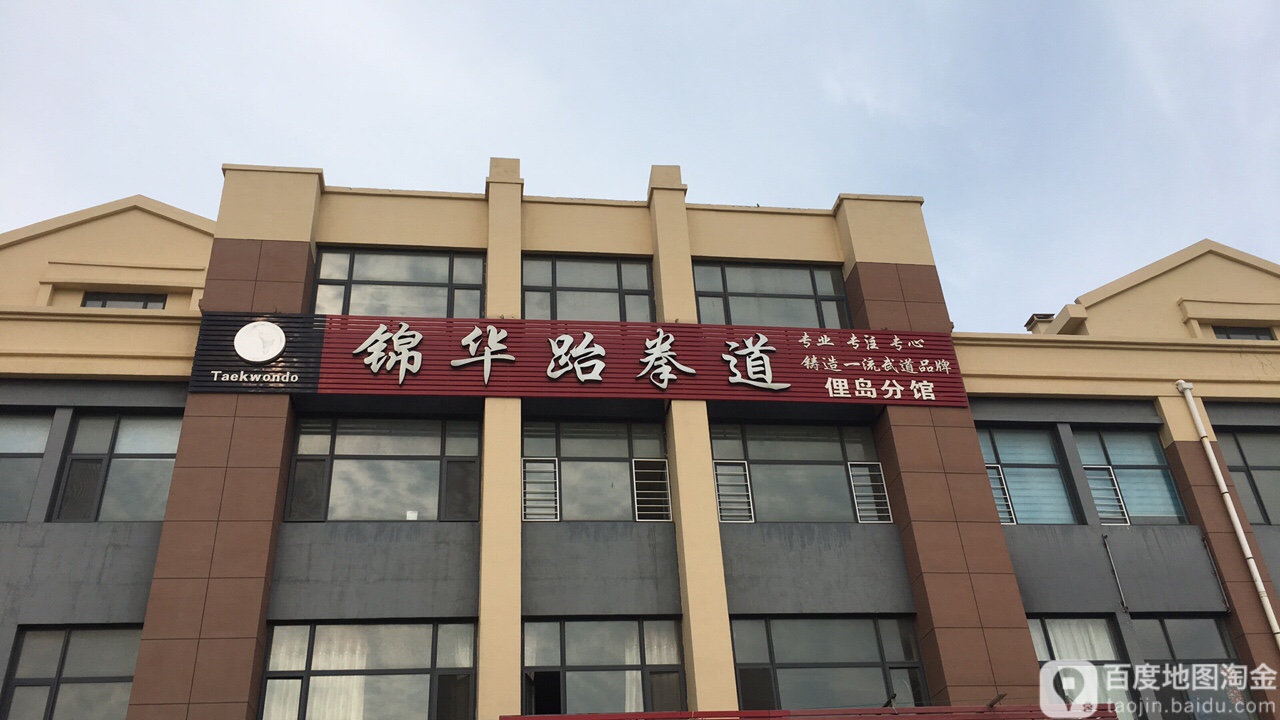 Taekwondo
锦华跆拳道
专业 专注 专心
铸造一流武道品牌
俚岛分馆
百度地图淘金
taojin.baidu.com